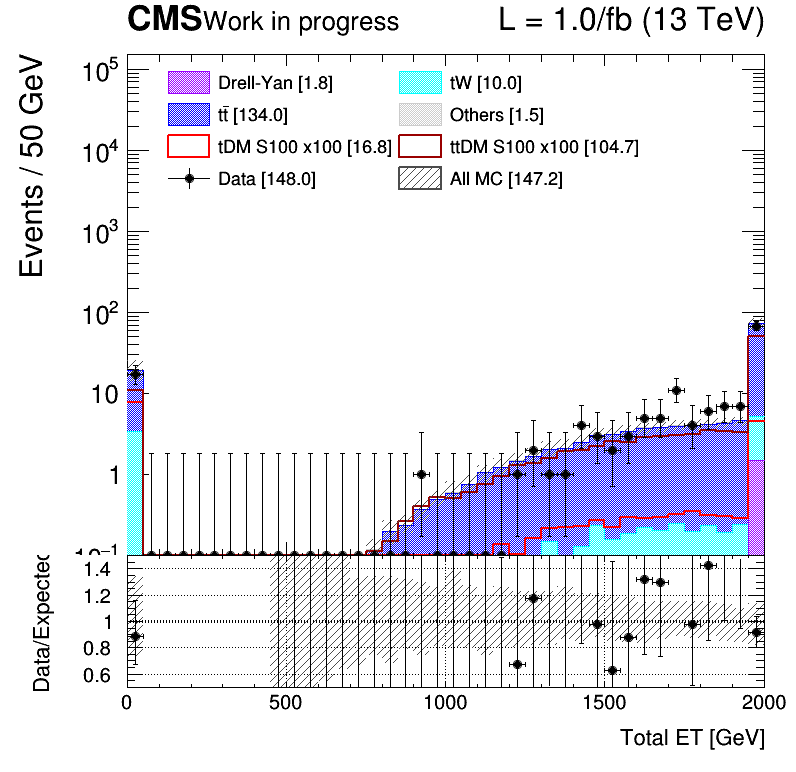 CMS Work in progress L = 1.0/fb (13 TeV)
Events / 50 GeV
10^5
10^4
10^3
10^2
10
1
10^-1
Drell-Yan [1.8] tW [10.0]
tt̄ [134.0] Others [1.5]
tDM S100 x100 [16.8] ttDM S100 x100 [104.7]
Data [148.0] All MC [147.2]
Data/Expected
1.4
1.2
1
0.8
0.6
0 500 1000 1500 2000
Total ET [GeV]